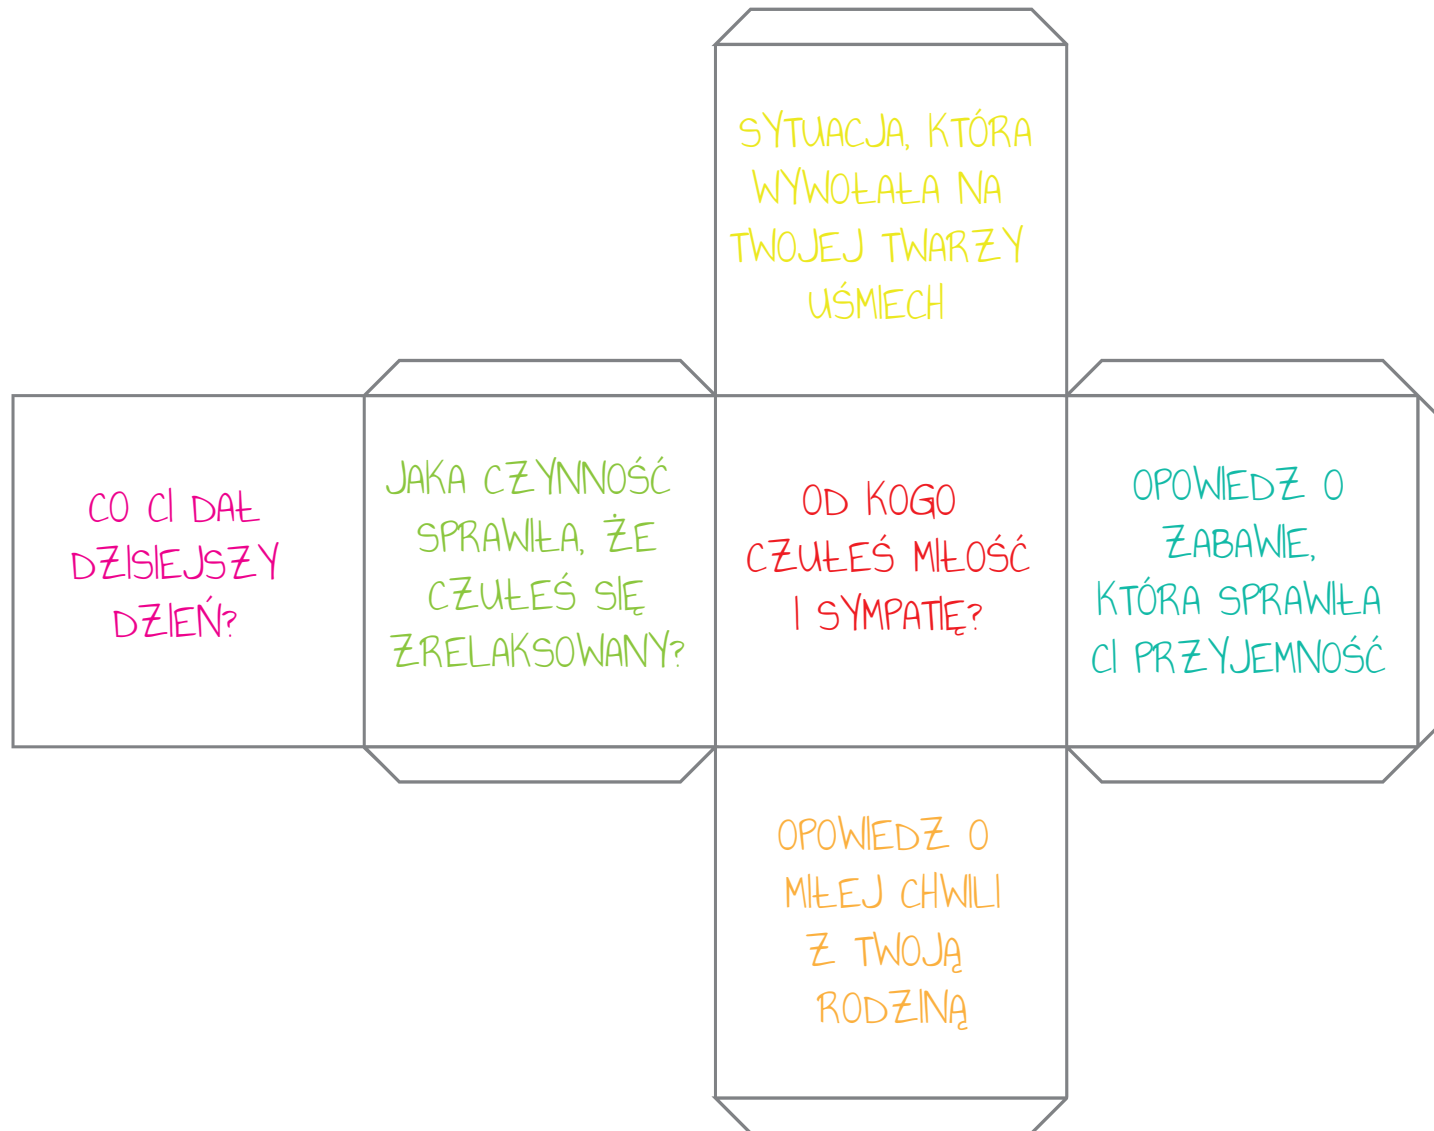 SYTUACJA, KTÓRA
WYWOŁAŁA NA
TWOJEJ TWARZY
UŚMIECH
CO CI DAŁ
DZISIEJSZY
DZIEŃ?
JAKA CZYNNOŚĆ
SPRAWIŁA, ŻE
CZUŁEŚ SIĘ
ZRELAKSOWANY?
OD KOGO
CZUŁEŚ MIŁOŚĆ
I SYMPATIĘ?
OPOWIEDZ O
ZABAWIE,
KTÓRA SPRAWIŁA
CI PRZYJEMNOŚĆ
OPOWIEDZ O
MIŁEJ CHWILI
Z TWOJĄ
RODZINĄ